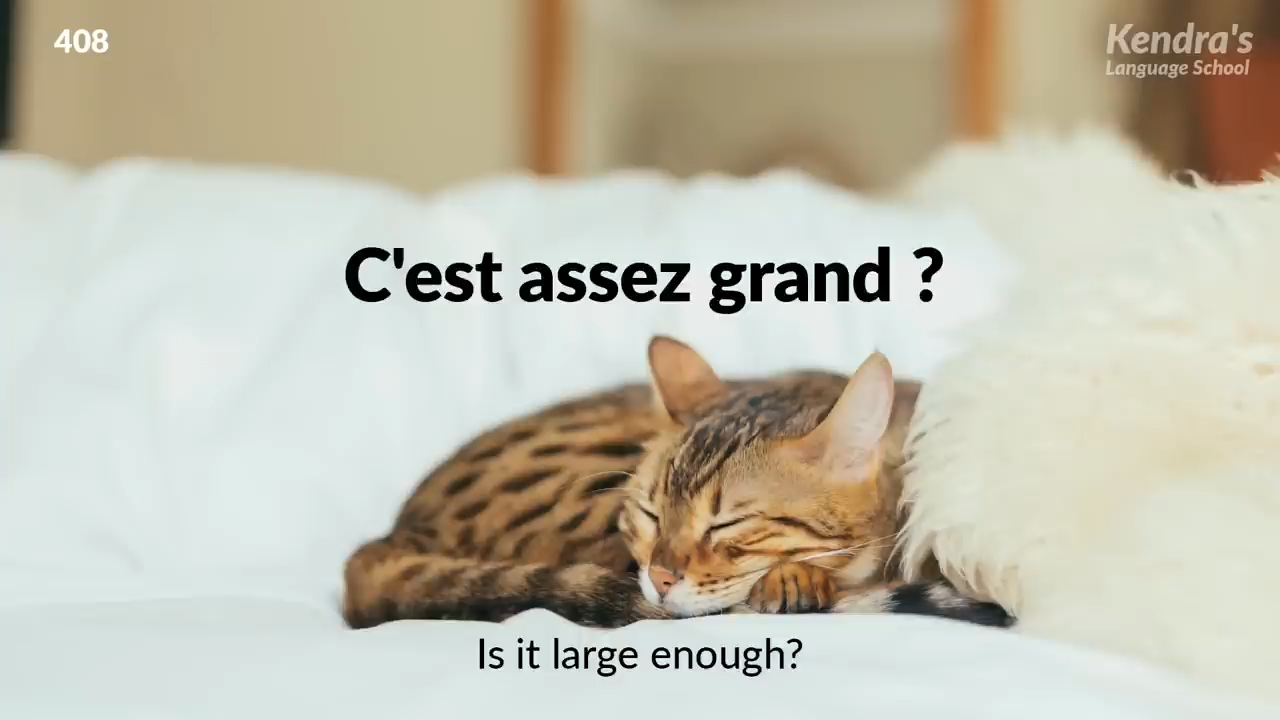 408
Kendra's
Language School
C'est assez grand ?
Is it large enough?